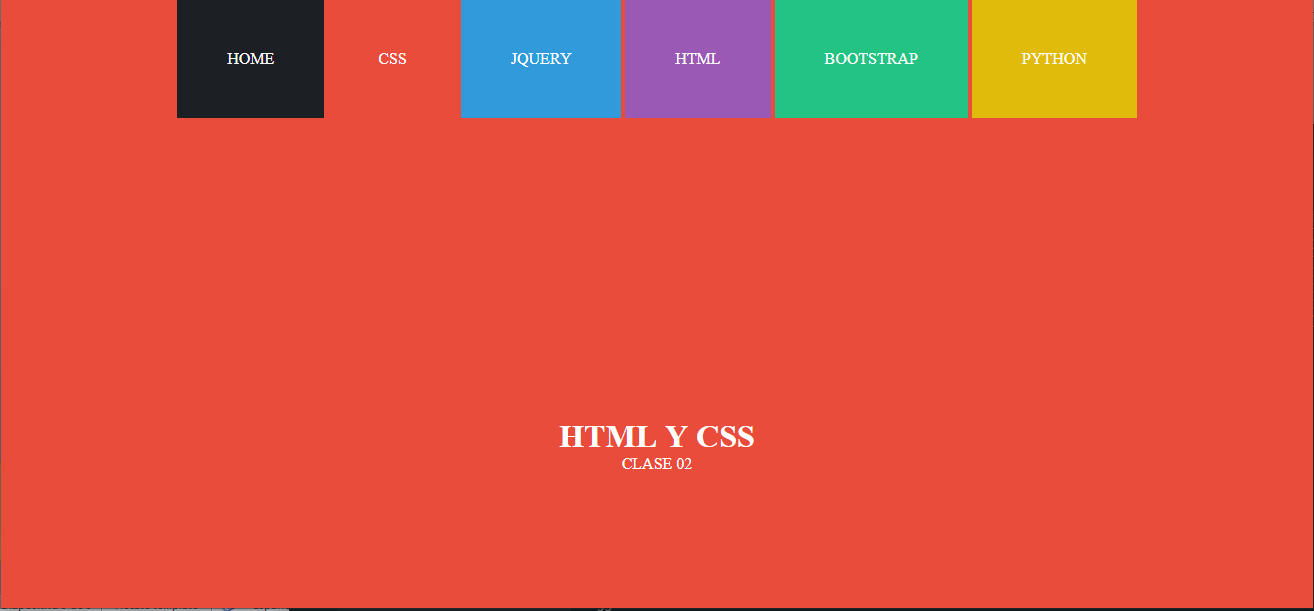 HOME CSS JQUERY HTML BOOTSTRAP PYTHON
HTML Y CSS
CLASE 02